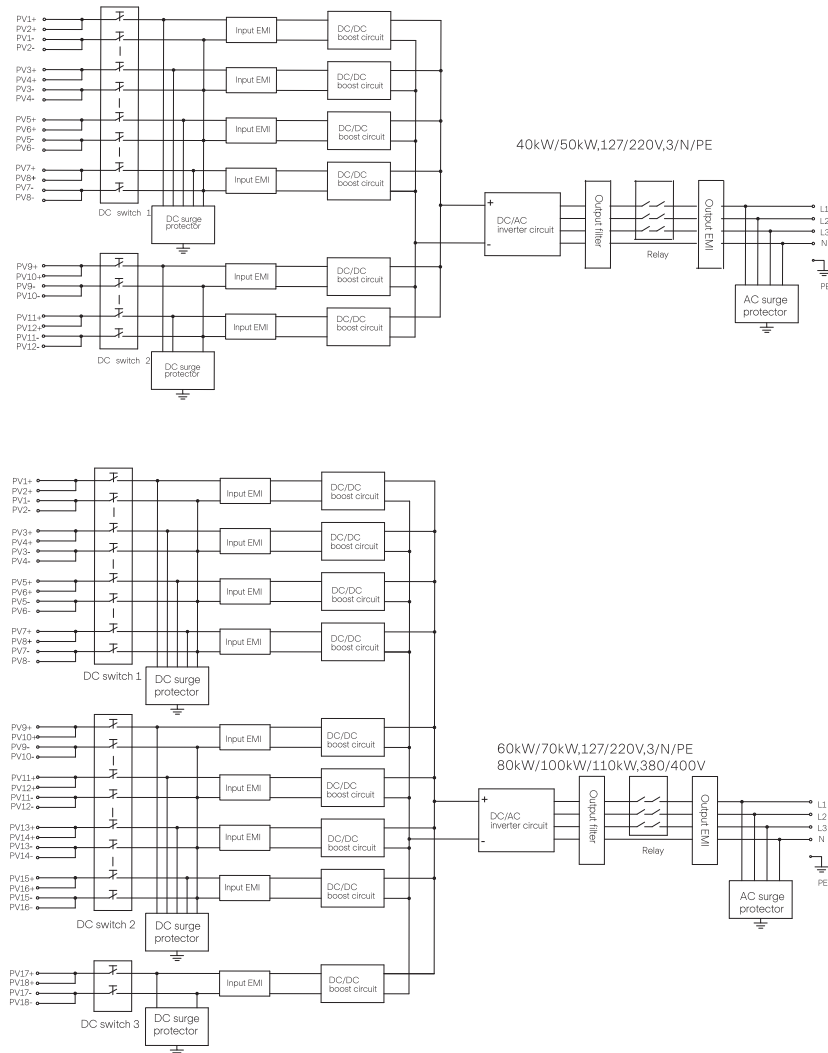 PV1+
PV2+
PV1-
PV2-
Input EMI
DC/DC
boost circuit
PV3+
PV4+
PV3-
PV4-
Input EMI
DC/DC
boost circuit
PV5+
PV6+
PV5-
PV6-
Input EMI
DC/DC
boost circuit
PV7+
PV8+
PV7-
PV8-
Input EMI
DC/DC
boost circuit
DC switch 1
DC surge
protector
40kW/50kW,127/220V,3/N/PE
+
-
DC/AC
inverter circuit
Output filter
Relay
Output EMI
L1
L2
L3
N
PE
AC surge
protector
PV9+
PV10+
PV9-
PV10-
Input EMI
DC/DC
boost circuit
PV11+
PV12+
PV11-
PV12-
Input EMI
DC/DC
boost circuit
DC switch 2
DC surge
protector
PV1+
PV2+
PV1-
PV2-
Input EMI
DC/DC
boost circuit
PV3+
PV4+
PV3-
PV4-
Input EMI
DC/DC
boost circuit
PV5+
PV6+
PV5-
PV6-
Input EMI
DC/DC
boost circuit
PV7+
PV8+
PV7-
PV8-
Input EMI
DC/DC
boost circuit
DC switch 1
DC surge
protector
PV9+
PV10+
PV9-
PV10-
Input EMI
DC/DC
boost circuit
PV11+
PV12+
PV11-
PV12-
Input EMI
DC/DC
boost circuit
PV13+
PV14+
PV13-
PV14-
Input EMI
DC/DC
boost circuit
PV15+
PV16+
PV15-
PV16-
Input EMI
DC/DC
boost circuit
DC switch 2
DC surge
protector
60kW/70kW,127/220V,3/N/PE
80kW/100kW/110kW,380/400V
+
-
DC/AC
inverter circuit
Output filter
Relay
Output EMI
L1
L2
L3
N
PE
AC surge
protector
PV17+
PV18+
PV17-
PV18-
Input EMI
DC/DC
boost circuit
DC switch 3
DC surge
protector